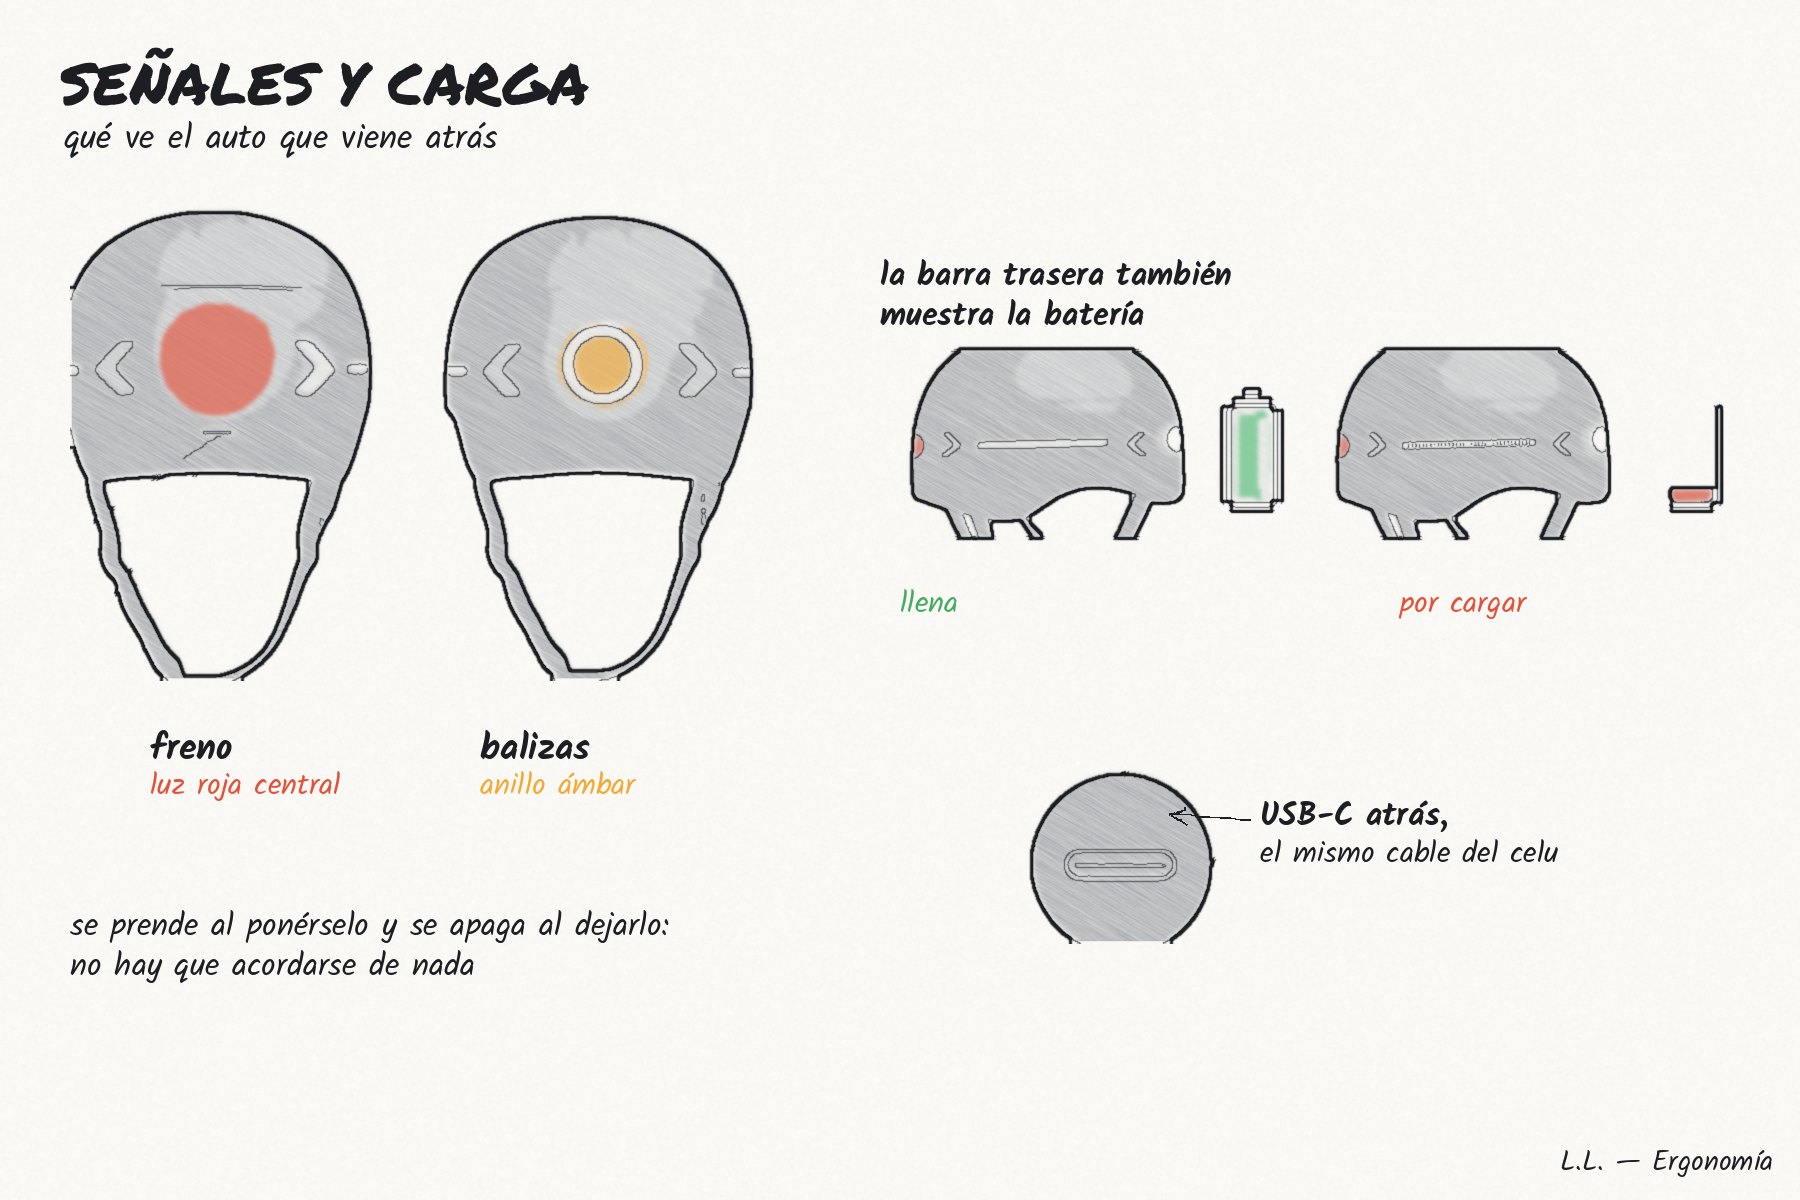 SEÑALES Y CARGA
qué ve el auto que viene atrás
la barra trasera también
muestra la batería
llena
por cargar
freno
luz roja central
balizas
anillo ámbar
USB-C atrás,
el mismo cable del celu
se prende al ponérselo y se apaga al dejarlo:
no hay que acordarse de nada
L.L. — Ergonomía